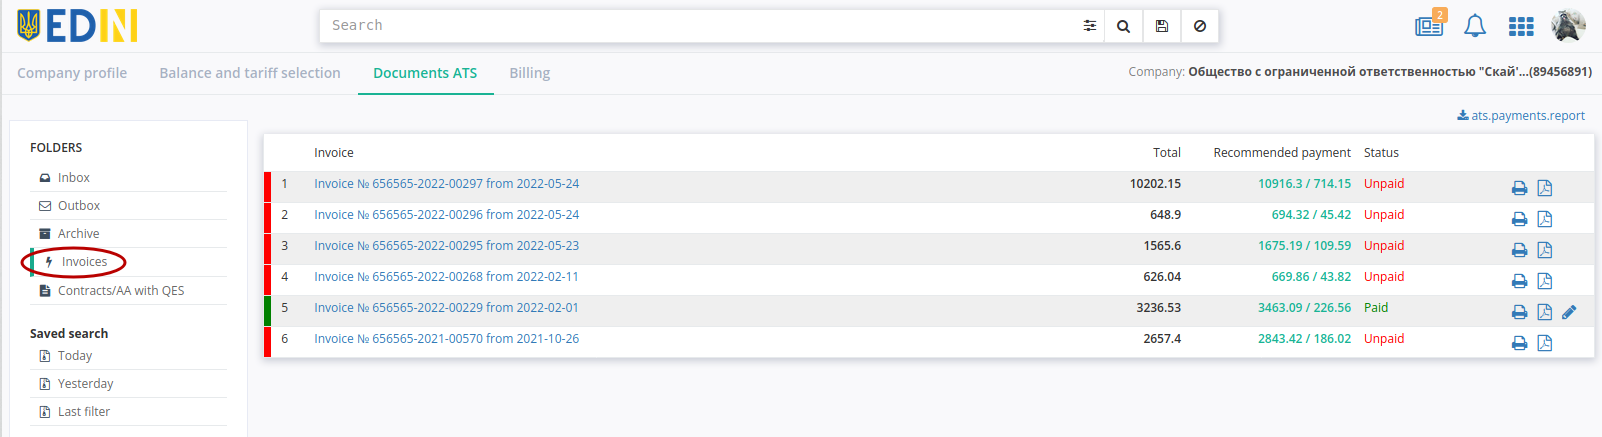 EDIN
Search
2
Company profile Balance and tariff selection Documents ATS Billing
Company: Общество с ограниченной ответственностью "Скай'...(89456891)
ats.payments.report
FOLDERS
Inbox
Outbox
Archive
Invoices
Contracts/AA with QES
Saved search
Today
Yesterday
Last filter
Invoice Total Recommended payment Status
1 Invoice № 656565-2022-00297 from 2022-05-24 10202.15 10916.3 / 714.15 Unpaid
2 Invoice № 656565-2022-00296 from 2022-05-24 648.9 694.32 / 45.42 Unpaid
3 Invoice № 656565-2022-00295 from 2022-05-23 1565.6 1675.19 / 109.59 Unpaid
4 Invoice № 656565-2022-00268 from 2022-02-11 626.04 669.86 / 43.82 Unpaid
5 Invoice № 656565-2022-00229 from 2022-02-01 3236.53 3463.09 / 226.56 Paid
6 Invoice № 656565-2021-00570 from 2021-10-26 2657.4 2843.42 / 186.02 Unpaid